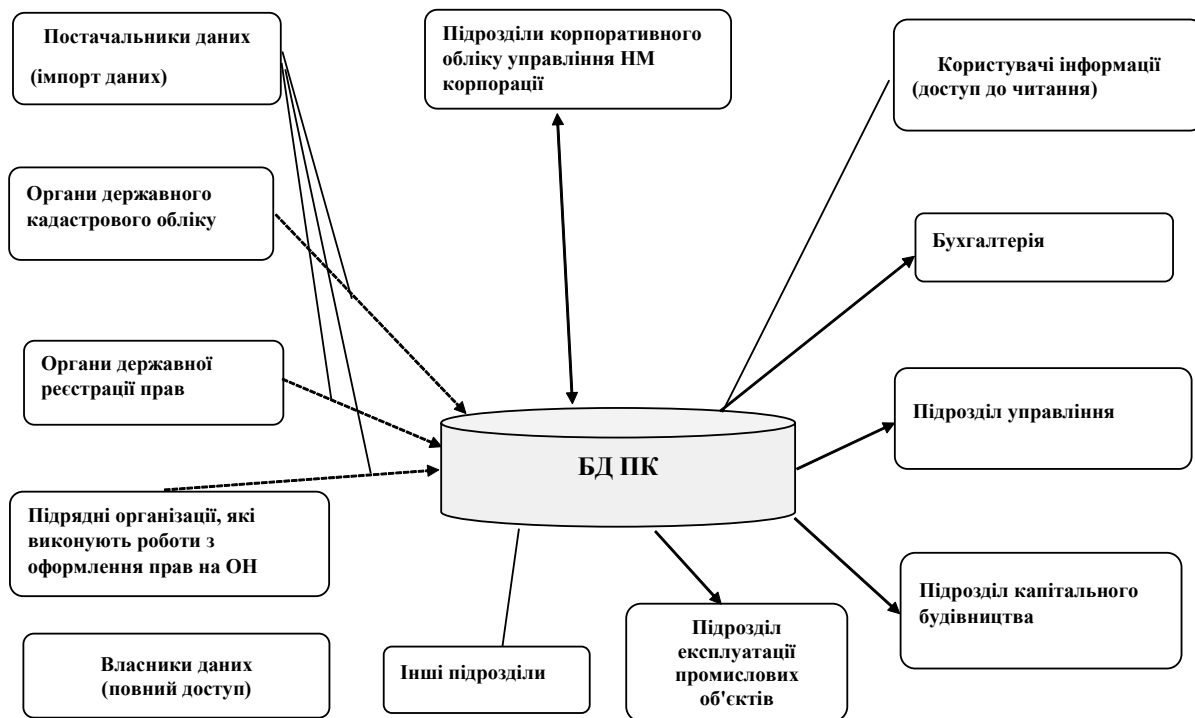 Постачальники даних
(імпорт даних)
Підрозділи корпоративного
обліку управління НМ
корпорації
Користувачі інформації
(доступ до читання)
Органи державного
кадастрового обліку
Бухгалтерія
Органи державної
реєстрації прав
Підрозділ управління
БД ПК
Підрядні організації, які
виконують роботи з
оформлення прав на ОН
Підрозділ капітального
будівництва
Власники даних
(повний доступ)
Інші підрозділи
Підрозділ
експлуатації
промислових
об'єктів